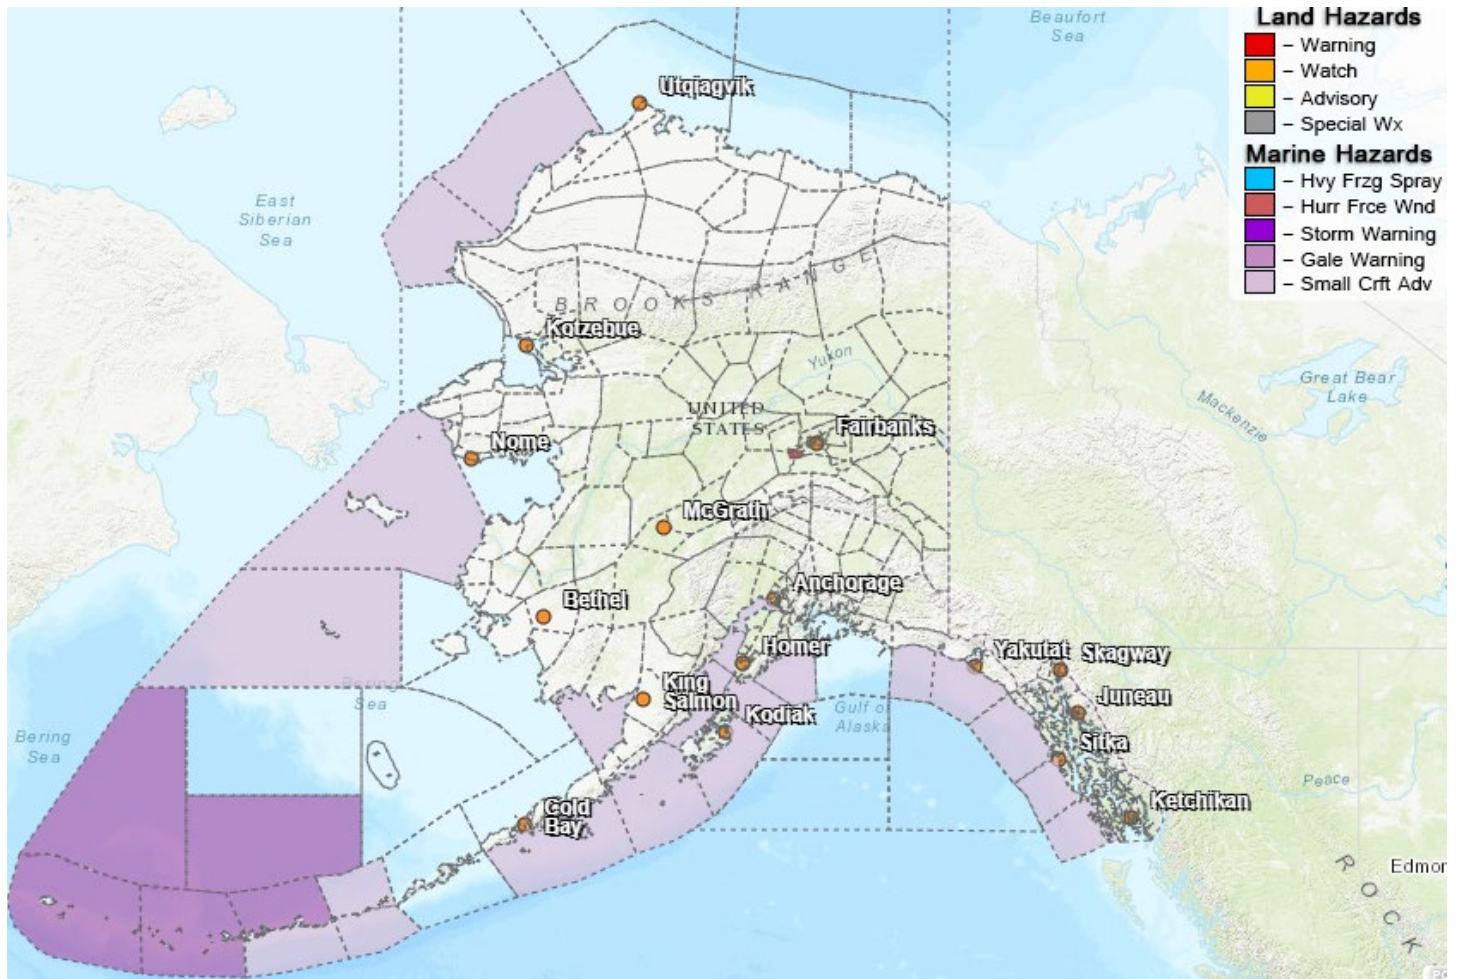 Land Hazards
– Warning
– Watch
– Advisory
– Special Wx
Marine Hazards
– Hvy Frzg Spray
– Hurr Frce Wnd
– Storm Warning
– Gale Warning
– Small Crft Adv
Beaufort
Sea
Utqiagvik
East
Siberian
Sea
BROOKS RANGE
Kotzebue
Yukon
Great Bear
Lake
Mackenzie
UNITED
STATES
Fairbanks
Nome
McGrath
Anchorage
Bethel
Homer
Yakutat
Skagway
King
Salmon
Bering
Sea
Juneau
Kodiak
Gulf of
Alaska
Bering
Sea
Sitka
Peace
Ketchikan
Cold
Bay
Edmon
ROCK